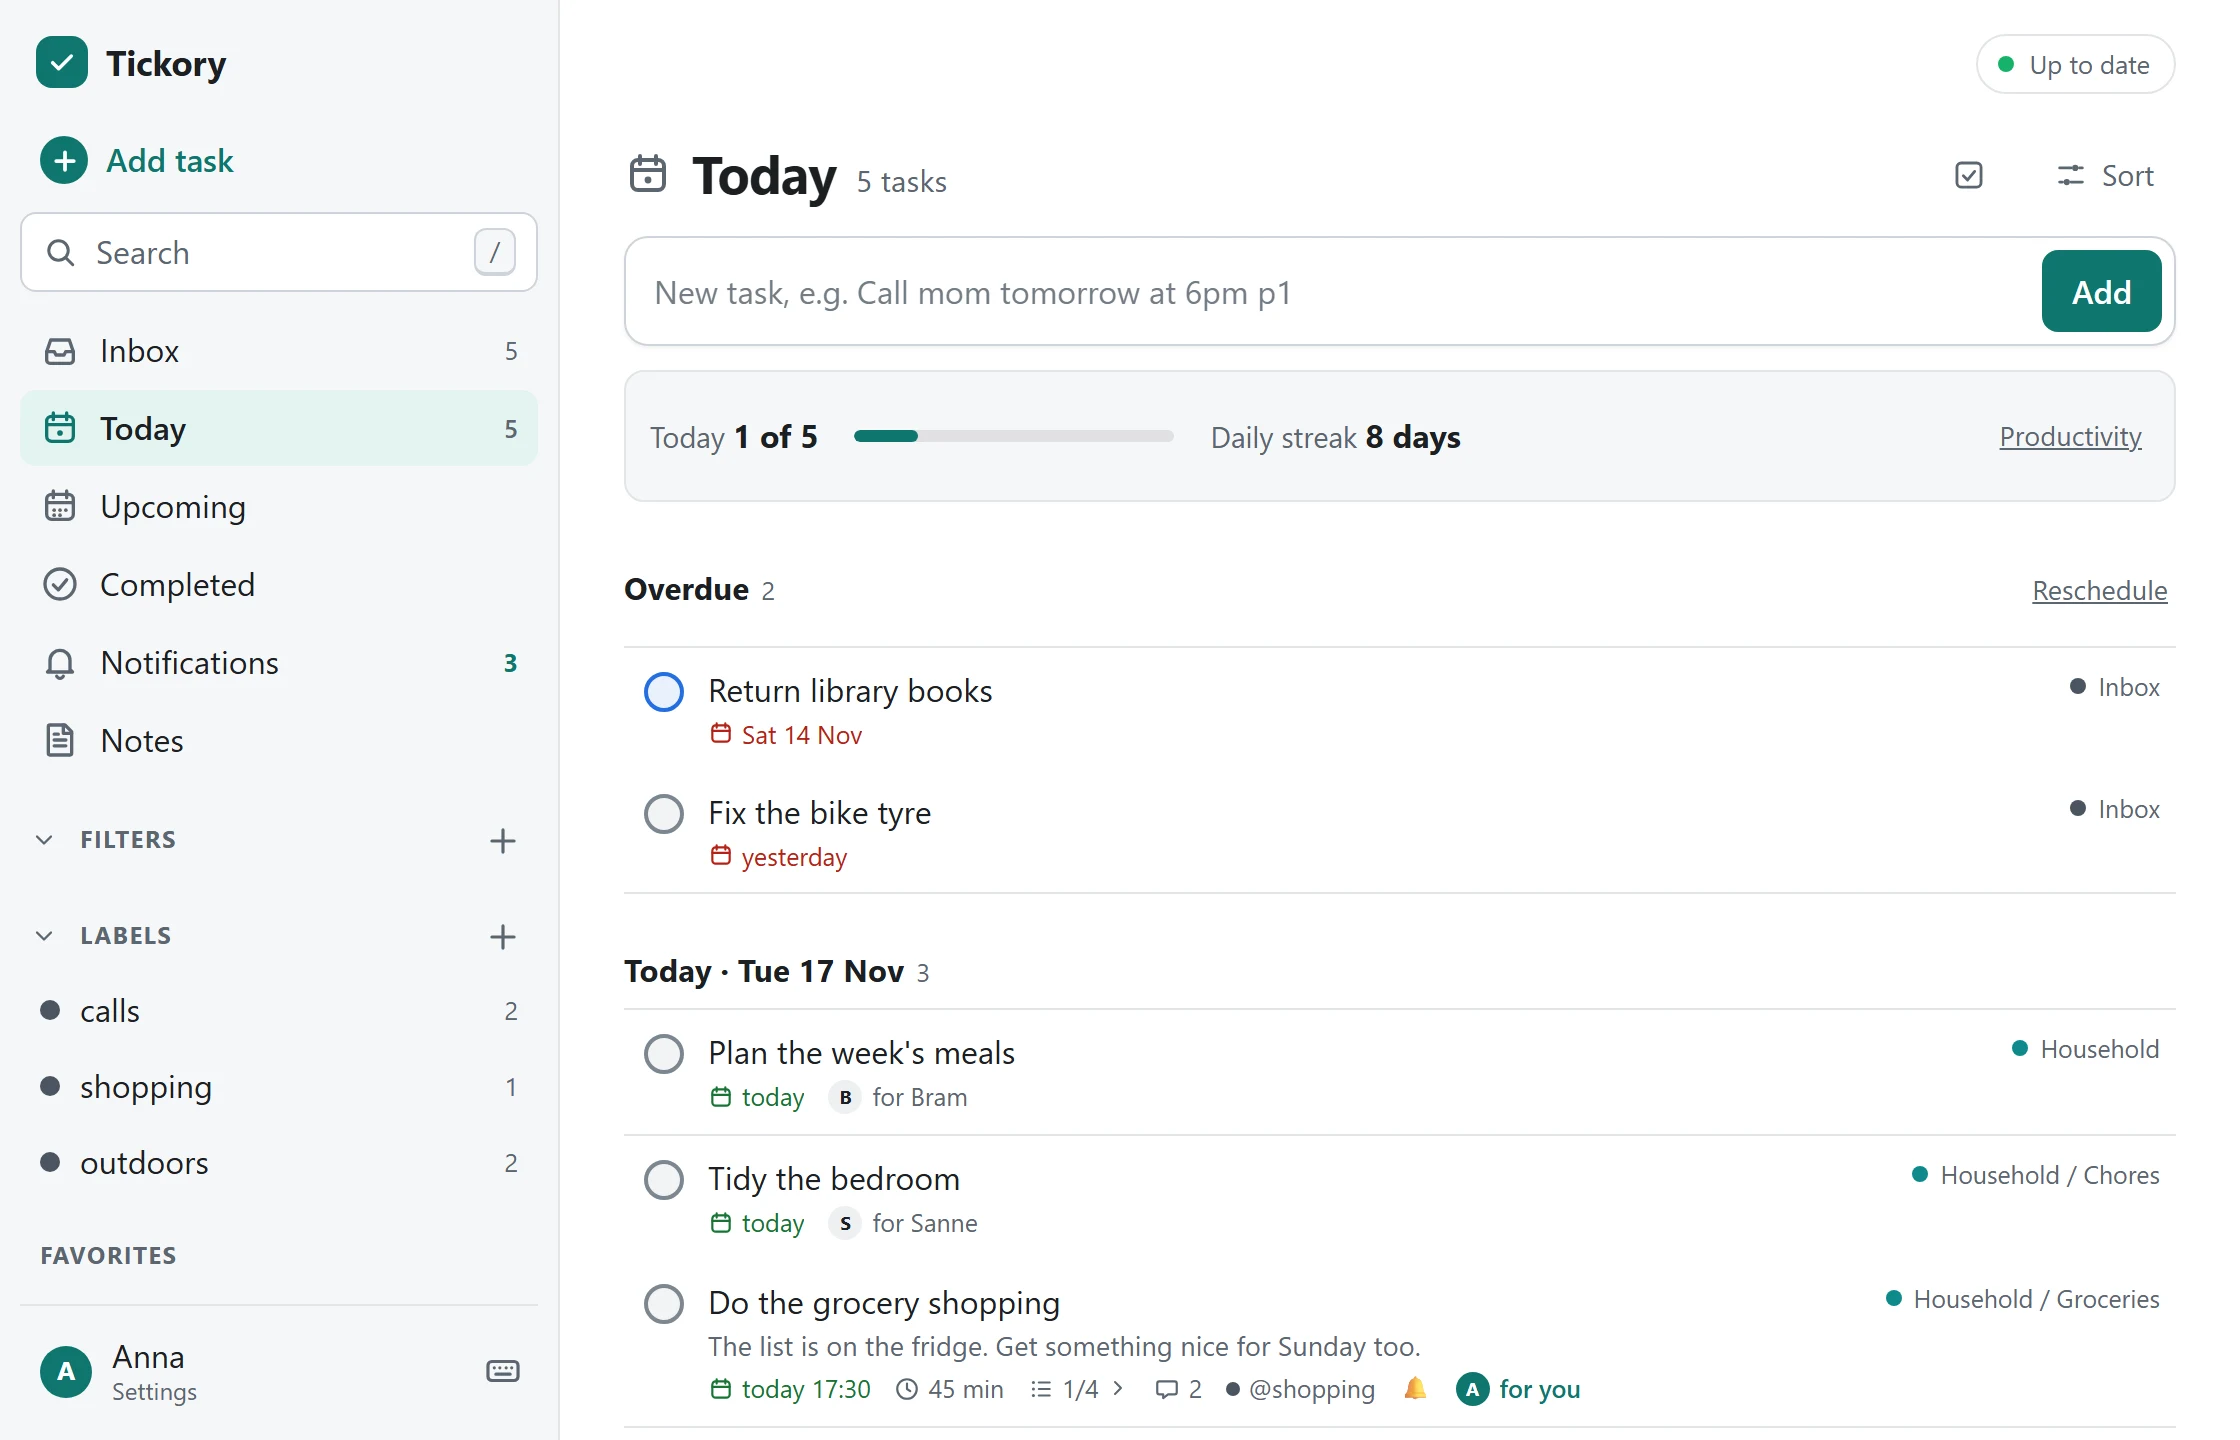 Tickory
Add task
Search /
Inbox 5
Today 5
Upcoming
Completed
Notifications 3
Notes
FILTERS
LABELS
calls 2
shopping 1
outdoors 2
FAVORITES
A Anna
Settings
Up to date
Today 5 tasks
Sort
New task, e.g. Call mom tomorrow at 6pm p1
Add
Today 1 of 5 Daily streak 8 days Productivity
Overdue 2 Reschedule
Return library books Inbox
Sat 14 Nov
Fix the bike tyre Inbox
yesterday
Today · Tue 17 Nov 3
Plan the week's meals Household
today B for Bram
Tidy the bedroom Household / Chores
today S for Sanne
Do the grocery shopping Household / Groceries
The list is on the fridge. Get something nice for Sunday too.
today 17:30 45 min 1/4 2 @shopping A for you